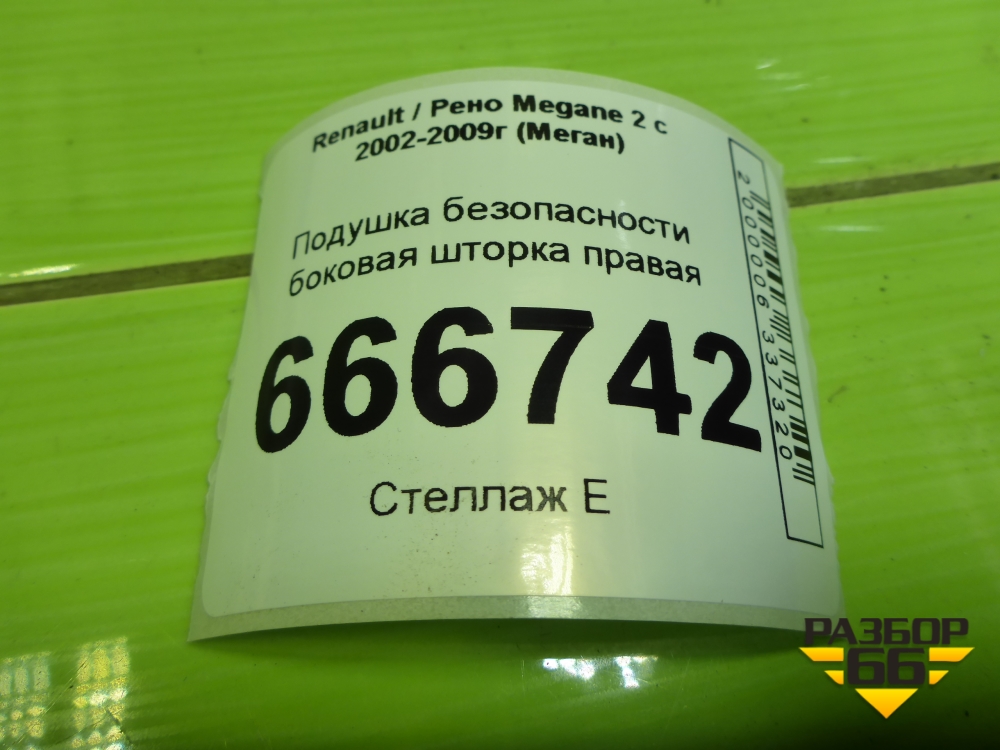 Renault / Рено Megane 2 с
2002-2009г (Меган)
Подушка безопасности
боковая шторка правая
666742
Стеллаж Е
2000006337320
РАЗБОР
66